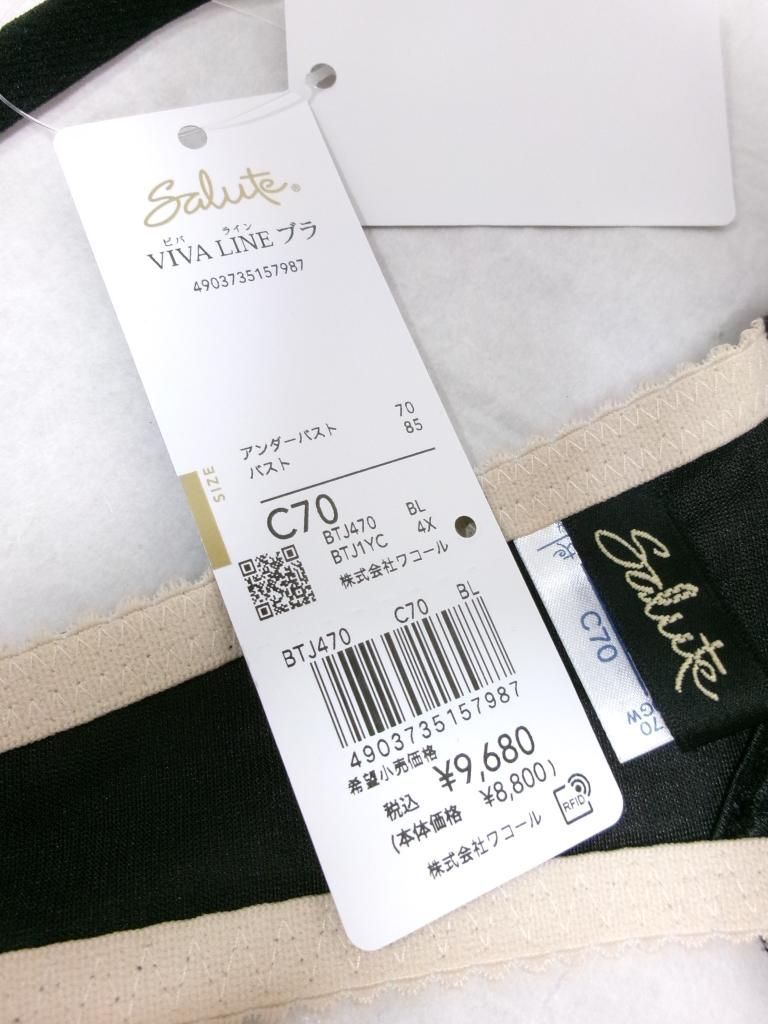 Salute®
ビバ ライン
VIVA LINE ブラ
4903735157987
アンダーバスト 70
バスト 85
SIZE
C70
BTJ470 BL
BTJ1YC 4X
株式会社ワコール
BTJ470 C70 BL
4903735157987
希望小売価格
税込 ¥9,680
(本体価格 ¥8,800)
株式会社ワコール
RFID
Salute
C70
70
GW